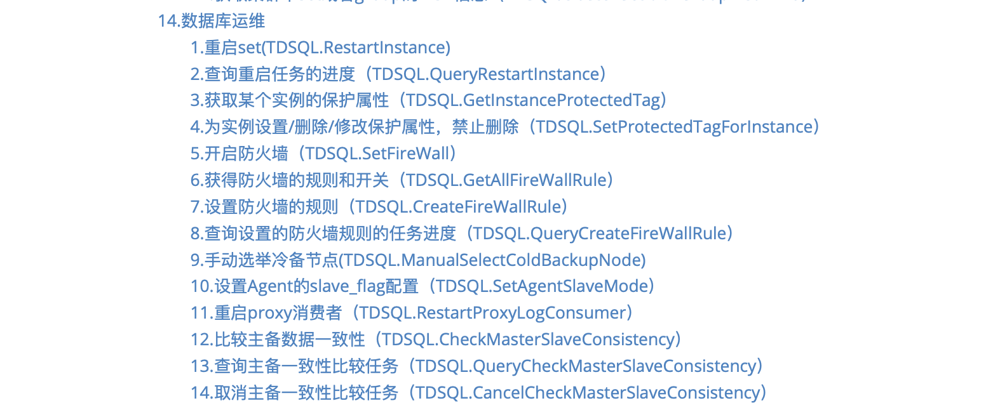 14.数据库运维
1.重启set(TDSQL.RestartInstance)
2.查询重启任务的进度（TDSQL.QueryRestartInstance）
3.获取某个实例的保护属性（TDSQL.GetInstanceProtectedTag）
4.为实例设置/删除/修改保护属性，禁止删除（TDSQL.SetProtectedTagForInstance）
5.开启防火墙（TDSQL.SetFireWall）
6.获得防火墙的规则和开关（TDSQL.GetAllFireWallRule）
7.设置防火墙的规则（TDSQL.CreateFireWallRule）
8.查询设置的防火墙规则的任务进度（TDSQL.QueryCreateFireWallRule）
9.手动选举冷备节点(TDSQL.ManualSelectColdBackupNode)
10.设置Agent的slave_flag配置（TDSQL.SetAgentSlaveMode）
11.重启proxy消费者（TDSQL.RestartProxyLogConsumer）
12.比较主备数据一致性（TDSQL.CheckMasterSlaveConsistency）
13.查询主备一致性比较任务（TDSQL.QueryCheckMasterSlaveConsistency）
14.取消主备一致性比较任务（TDSQL.CancelCheckMasterSlaveConsistency）